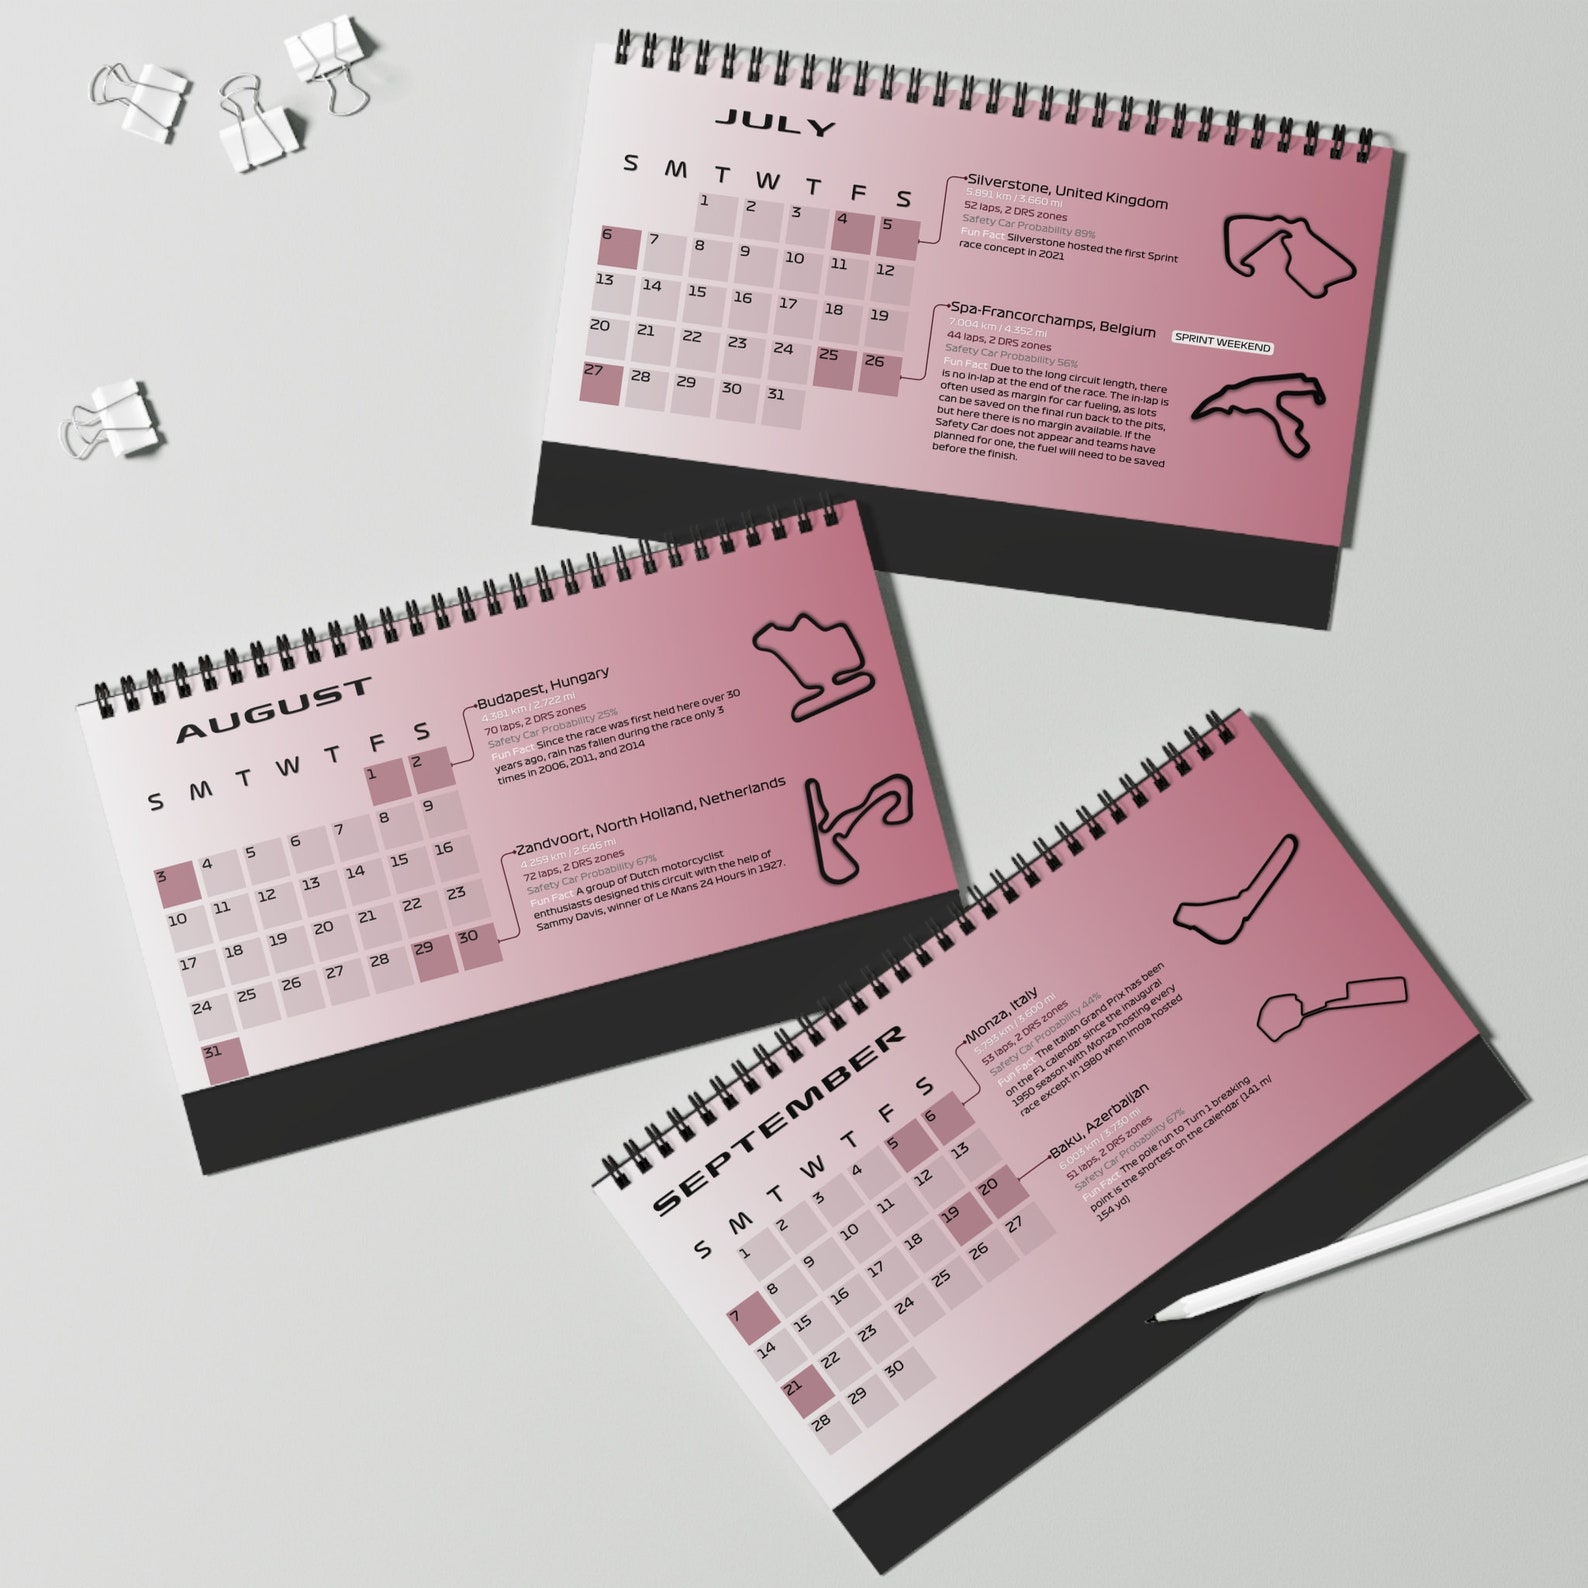 JULY
S M T W T F S
1 2 3 4 5
6 7 8 9 10 11 12
13 14 15 16 17 18 19
20 21 22 23 24 25 26
27 28 29 30 31
Silverstone, United Kingdom
5.891 km / 3.660 mi
52 laps, 2 DRS zones
Safety Car Probability 89%
Fun Fact Silverstone hosted the first Sprint
race concept in 2021
Spa-Francorchamps, Belgium
SPRINT WEEKEND
7.004 km / 4.352 mi
44 laps, 2 DRS zones
Safety Car Probability 56%
Fun Fact Due to the long circuit length, there
is no in-lap at the end of the race. The in-lap is
often used as margin for car fueling, as lots
can be saved on the final run back to the pits,
but here there is no margin available. If the
Safety Car does not appear and teams have
planned for one, the fuel will need to be saved
before the finish.
AUGUST
S M T W T F S
1 2
3 4 5 6 7 8 9
10 11 12 13 14 15 16
17 18 19 20 21 22 23
24 25 26 27 28 29 30
31
Budapest, Hungary
4.381 km / 2.722 mi
70 laps, 2 DRS zones
Safety Car Probability 25%
Fun Fact Since the race was first held here over 30
years ago, rain has fallen during the race only 3
times in 2006, 2011, and 2014
Zandvoort, North Holland, Netherlands
4.259 km / 2.646 mi
72 laps, 2 DRS zones
Safety Car Probability 67%
Fun Fact A group of Dutch motorcyclist
enthusiasts designed this circuit with the help of
Sammy Davis, winner of Le Mans 24 Hours in 1927.
SEPTEMBER
S M T W T F S
1 2 3 4 5 6
7 8 9 10 11 12 13
14 15 16 17 18 19 20
21 22 23 24 25 26 27
28 29 30
Monza, Italy
5.793 km / 3.600 mi
53 laps, 2 DRS zones
Safety Car Probability 44%
Fun Fact The Italian Grand Prix has been
on the F1 calendar since the inaugural
1950 season with Monza hosting every
race except in 1980 when Imola hosted
Baku, Azerbaijan
6.003 km / 3.730 mi
51 laps, 2 DRS zones
Safety Car Probability 67%
Fun Fact The pole run to Turn 1 breaking
point is the shortest on the calendar (141 m/
154 yd)